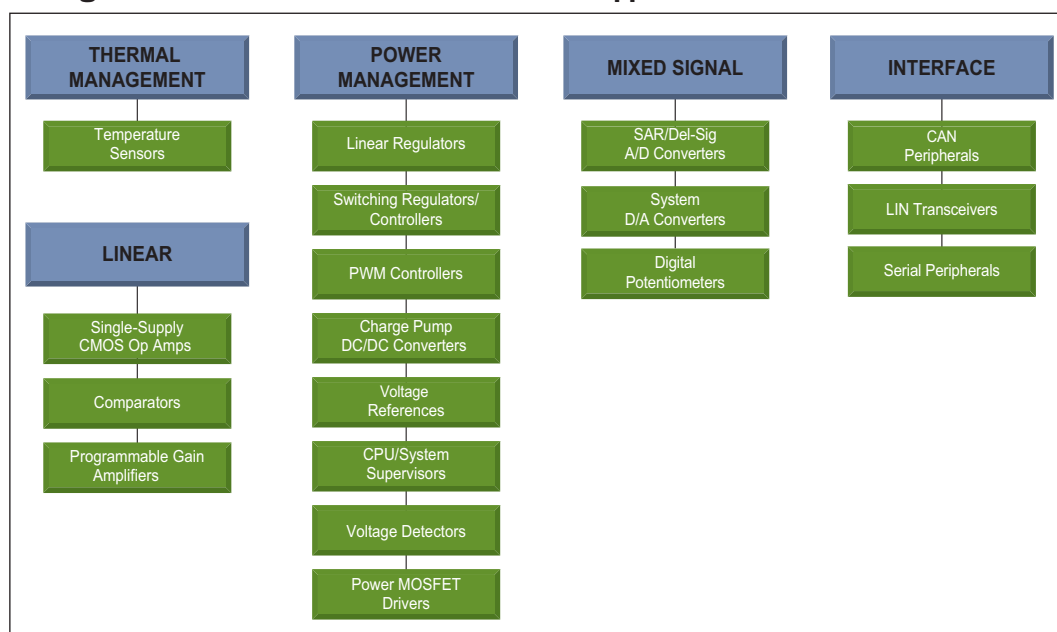 THERMAL
MANAGEMENT
Temperature
Sensors
LINEAR
Single-Supply
CMOS Op Amps
Comparators
Programmable Gain
Amplifiers
POWER
MANAGEMENT
Linear Regulators
Switching Regulators/
Controllers
PWM Controllers
Charge Pump
DC/DC Converters
Voltage
References
CPU/System
Supervisors
Voltage Detectors
Power MOSFET
Drivers
MIXED SIGNAL
SAR/Del-Sig
A/D Converters
System
D/A Converters
Digital
Potentiometers
INTERFACE
CAN
Peripherals
LIN Transceivers
Serial Peripherals